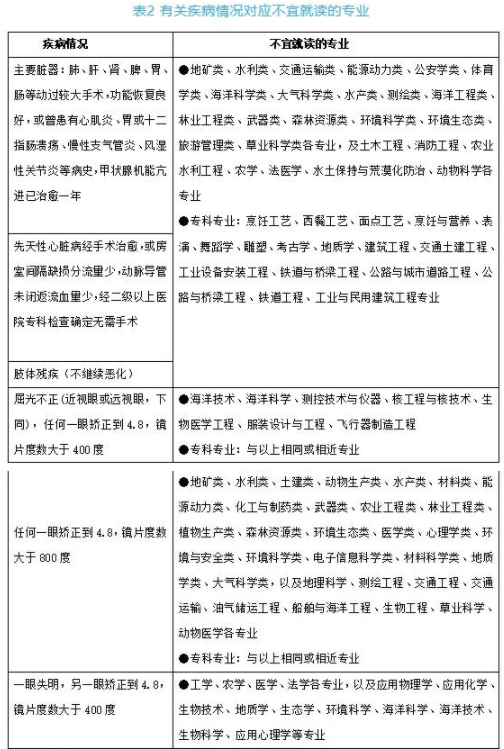 表2 有关疾病情况对应不宜就读的专业
疾病情况
不宜就读的专业
主要脏器：肺、肝、肾、脾、胃、
肠等动过较大手术，功能恢复良
好，或曾患有心肌炎、胃或十二
指肠溃疡、慢性支气管炎、风湿
性关节炎等病史，甲状腺机能亢
进已治愈一年
先天性心脏病经手术治愈，或房
室间隔缺损分流量少，动脉导管
未闭返流血量少，经二级以上医
院专科检查确定无需手术
肢体残疾（不继续恶化）
●地矿类、水利类、交通运输类、能源动力类、公安学类、体育
学类、海洋科学类、大气科学类、水产类、测绘类、海洋工程类、
林业工程类、武器类、森林资源类、环境科学类、环境生态类、
旅游管理类、草业科学类各专业，及土木工程、消防工程、农业
水利工程、农学、法医学、水土保持与荒漠化防治、动物科学各
专业
●专科专业：烹饪工艺、西餐工艺、面点工艺、烹饪与营养、表
演、舞蹈学、雕塑、考古学、地质学、建筑工程、交通土建工程、
工业设备安装工程、铁道与桥梁工程、公路与城市道路工程、公
路与桥梁工程、铁道工程、工业与民用建筑工程专业
屈光不正（近视眼或远视眼，下
同），任何一眼矫正到 4.8，镜
片度数大于 400 度
●海洋技术、海洋科学、测控技术与仪器、核工程与核技术、生
物医学工程、服装设计与工程、飞行器制造工程
●专科专业：与以上相同或相近专业
任何一眼矫正到 4.8，镜片度数
大于 800 度
●地矿类、水利类、土建类、动物生产类、水产类、材料类、能
源动力类、化工与制药类、武器类、农业工程类、林业工程类、
植物生产类、森林资源类、环境生态类、医学类、心理学类、环
境与安全类、环境科学类、电子信息科学类、材料科学类、地质
学类、大气科学类，以及地理科学、测绘工程、交通工程、交通
运输、油气储运工程、船舶与海洋工程、生物工程、草业科学、
动物医学各专业
●专科专业：与以上相同或相近专业
一眼失明，另一眼矫正到 4.8，
镜片度数大于 400 度
●工学、农学、医学、法学各专业，以及应用物理学、应用化学、
生物技术、地质学、生态学、环境科学、海洋科学、海洋技术、
生物科学、应用心理学等专业